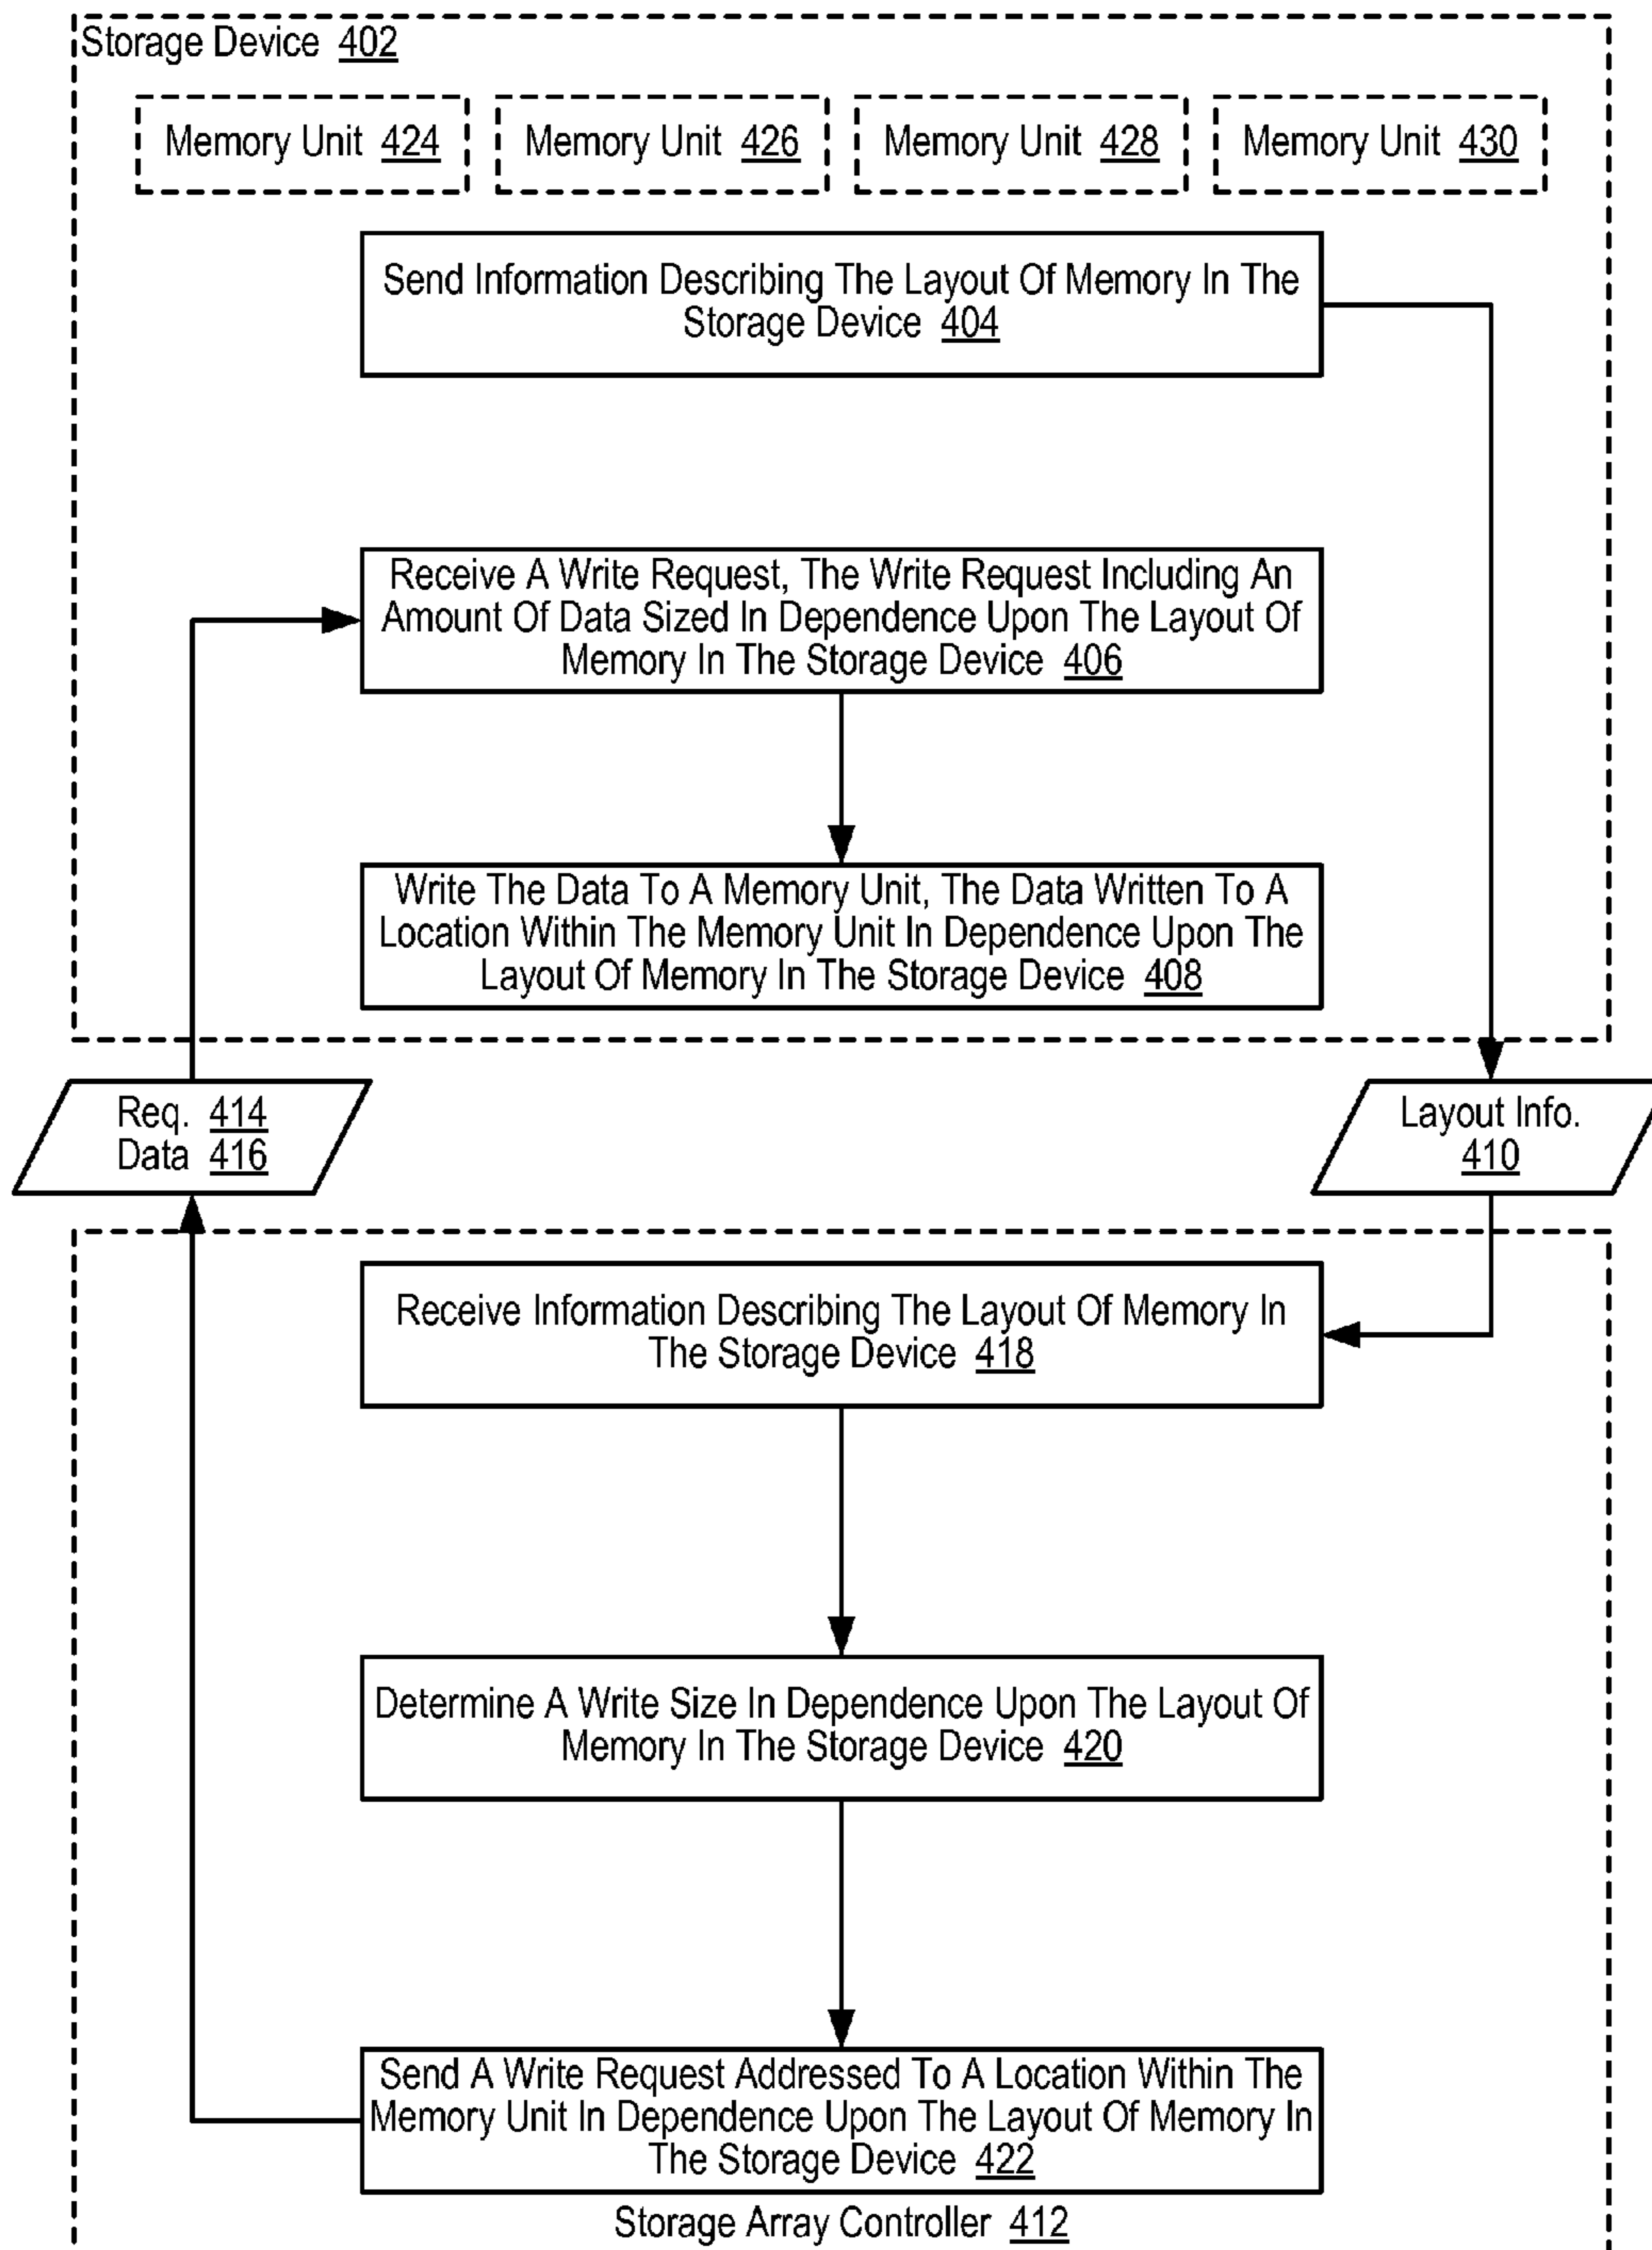 Storage Device 402
Memory Unit 424
Memory Unit 426
Memory Unit 428
Memory Unit 430
Send Information Describing The Layout Of Memory In The
Storage Device 404
Receive A Write Request, The Write Request Including An
Amount Of Data Sized In Dependence Upon The Layout Of
Memory In The Storage Device 406
Write The Data To A Memory Unit, The Data Written To A
Location Within The Memory Unit In Dependence Upon The
Layout Of Memory In The Storage Device 408
Req. 414
Data 416
Layout Info.
410
Receive Information Describing The Layout Of Memory In
The Storage Device 418
Determine A Write Size In Dependence Upon The Layout Of
Memory In The Storage Device 420
Send A Write Request Addressed To A Location Within The
Memory Unit In Dependence Upon The Layout Of Memory In
The Storage Device 422
Storage Array Controller 412